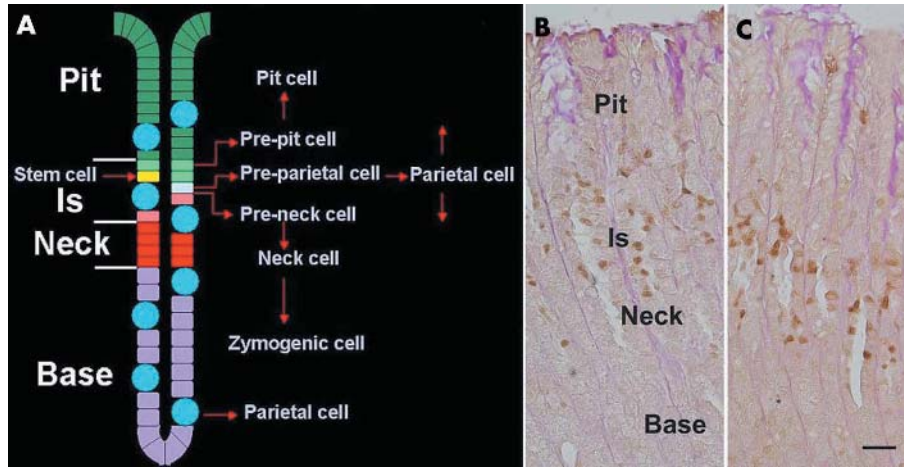 A
Pit
Pit cell
Pre-pit cell
Stem cell
Pre-parietal cell
Parietal cell
Is
Pre-neck cell
Neck
Neck cell
Zymogenic cell
Base
Parietal cell
B
Pit
Is
Neck
Base
C